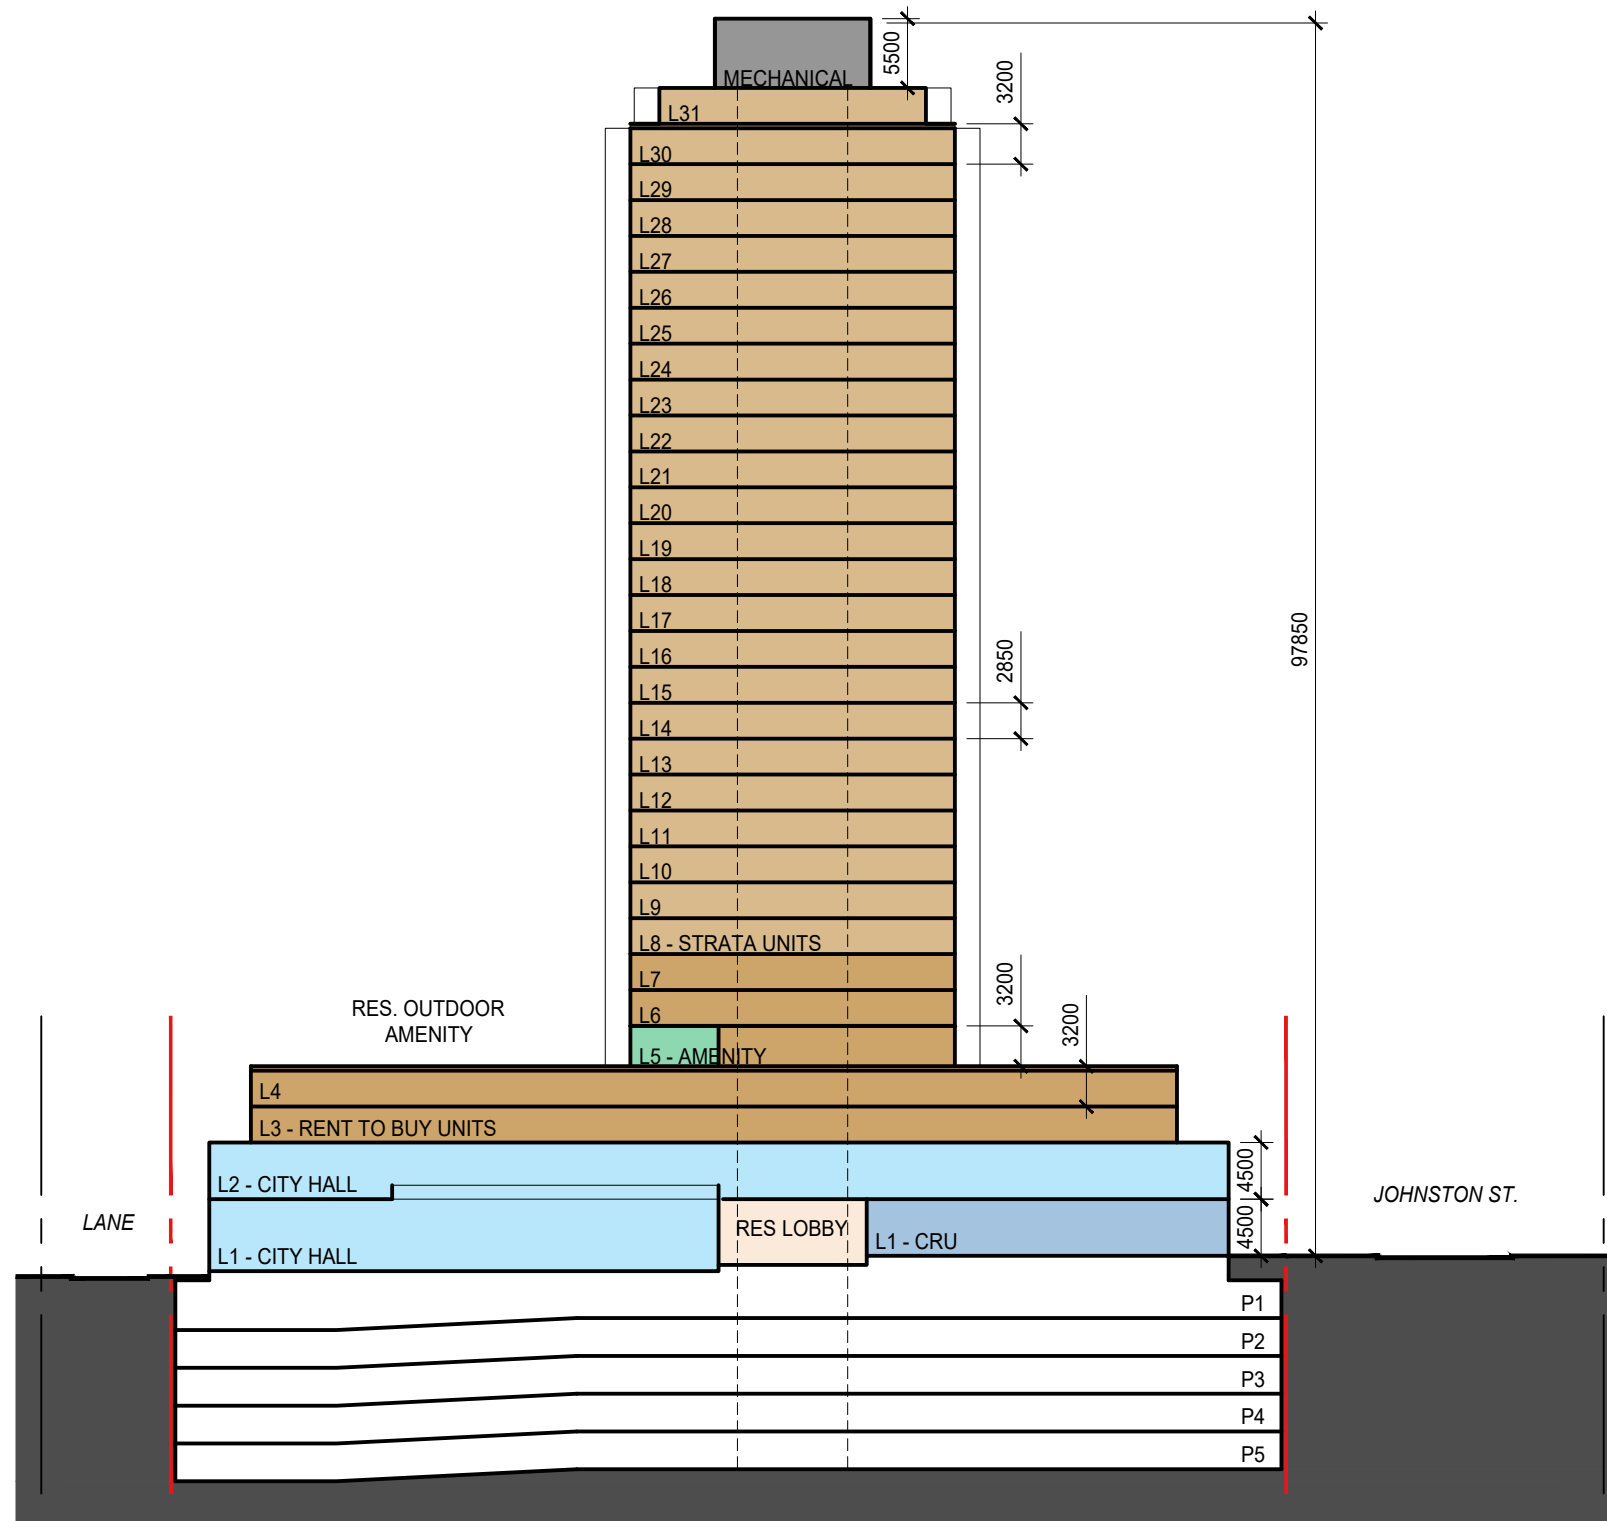 5500
MECHANICAL
3200
L31
L30
L29
L28
L27
L26
L25
L24
L23
L22
L21
L20
L19
L18
L17
97850
L16
2850
L15
L14
L13
L12
L11
L10
L9
L8 - STRATA UNITS
L7
3200
RES. OUTDOOR
AMENITY
L6
3200
L5 - AMENITY
L4
L3 - RENT TO BUY UNITS
4500
L2 - CITY HALL
JOHNSTON ST.
LANE
RES LOBBY
4500
L1 - CRU
L1 - CITY HALL
P1
P2
P3
P4
P5